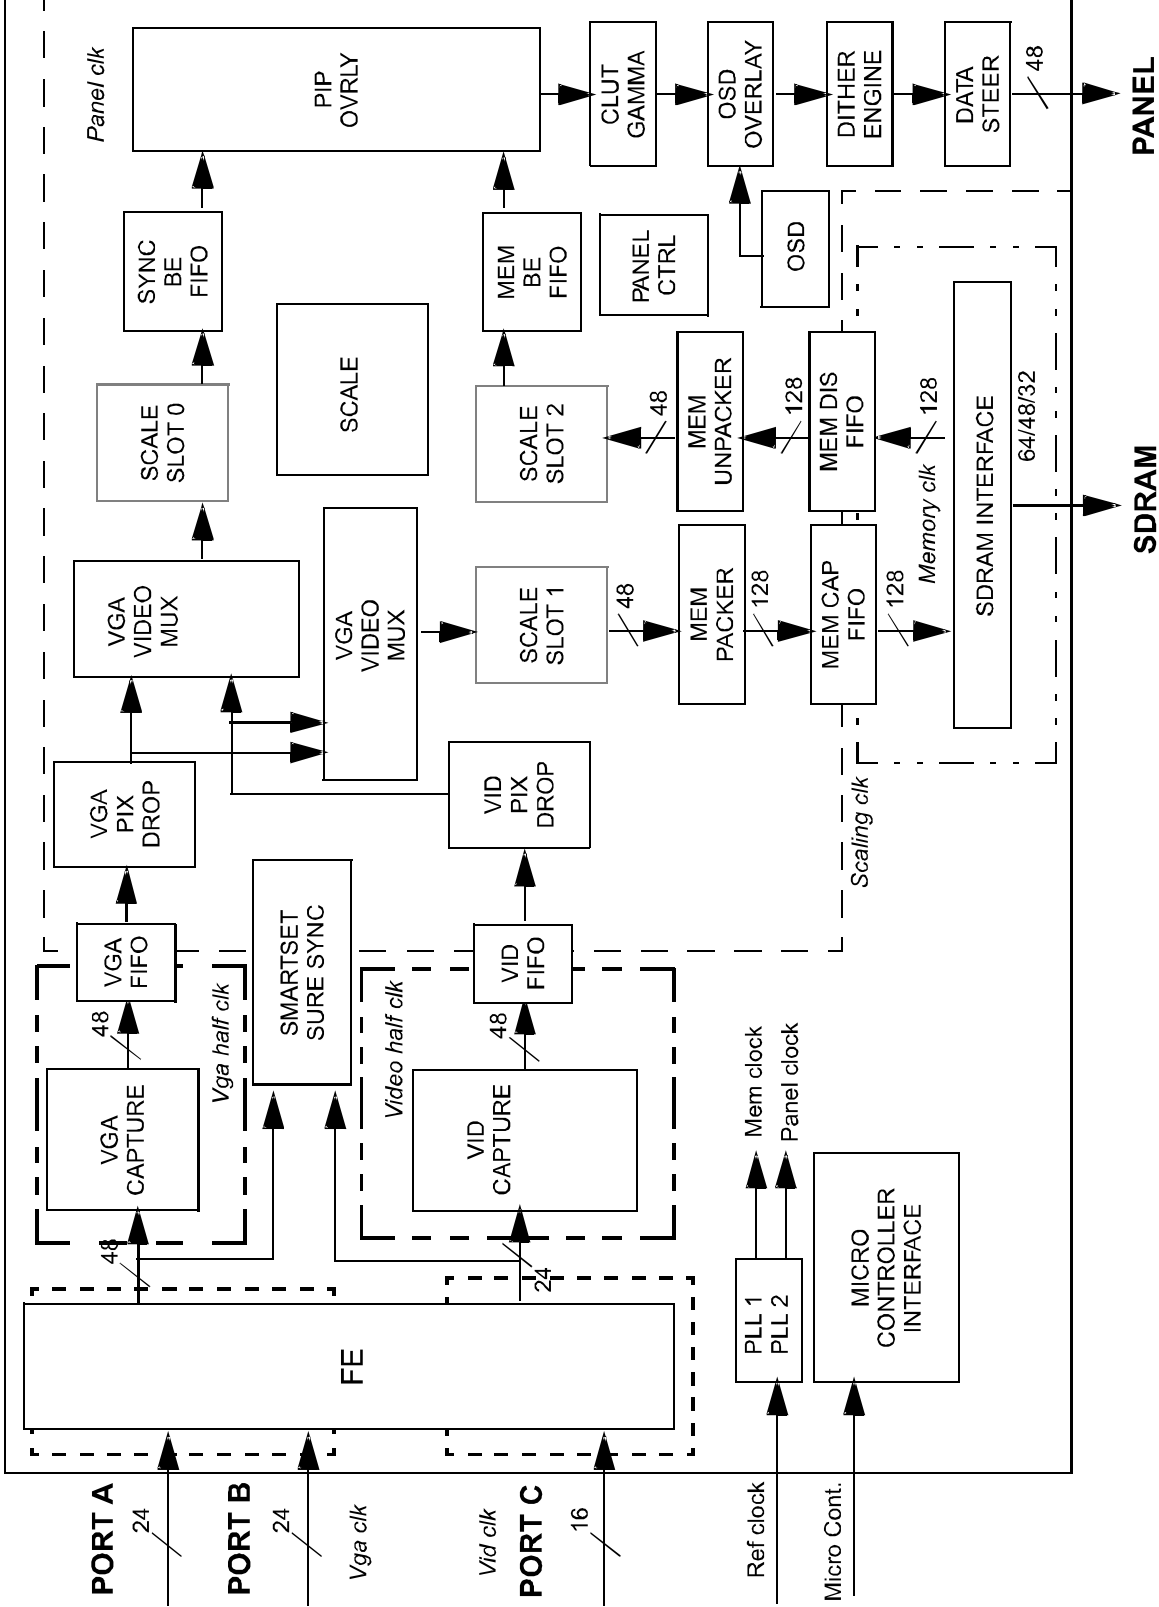 PORT A
24
PORT B
24
Vga clk
Vid clk
PORT C
16
Ref clock
Micro Cont.
FE
48
24
VGA
CAPTURE
48
Vga half clk
VGA
FIFO
SMARTSET
SURE SYNC
Video half clk
VID
CAPTURE
48
VID
FIFO
PLL 1
PLL 2
Mem clock
Panel clock
MICRO
CONTROLLER
INTERFACE
VGA
PIX
DROP
VID
PIX
DROP
VGA
VIDEO
MUX
VGA
VIDEO
MUX
SCALE
SLOT 0
SCALE
SLOT 1
48
MEM
PACKER
128
MEM CAP
FIFO
128
Scaling clk
Memory clk
SDRAM INTERFACE
64/48/32
SDRAM
128
MEM DIS
FIFO
128
MEM
UNPACKER
48
SCALE
SLOT 2
SCALE
SYNC
BE
FIFO
MEM
BE
FIFO
PANEL
CTRL
OSD
Panel clk
PIP
OVRLY
CLUT
GAMMA
OSD
OVERLAY
DITHER
ENGINE
DATA
STEER
48
PANEL